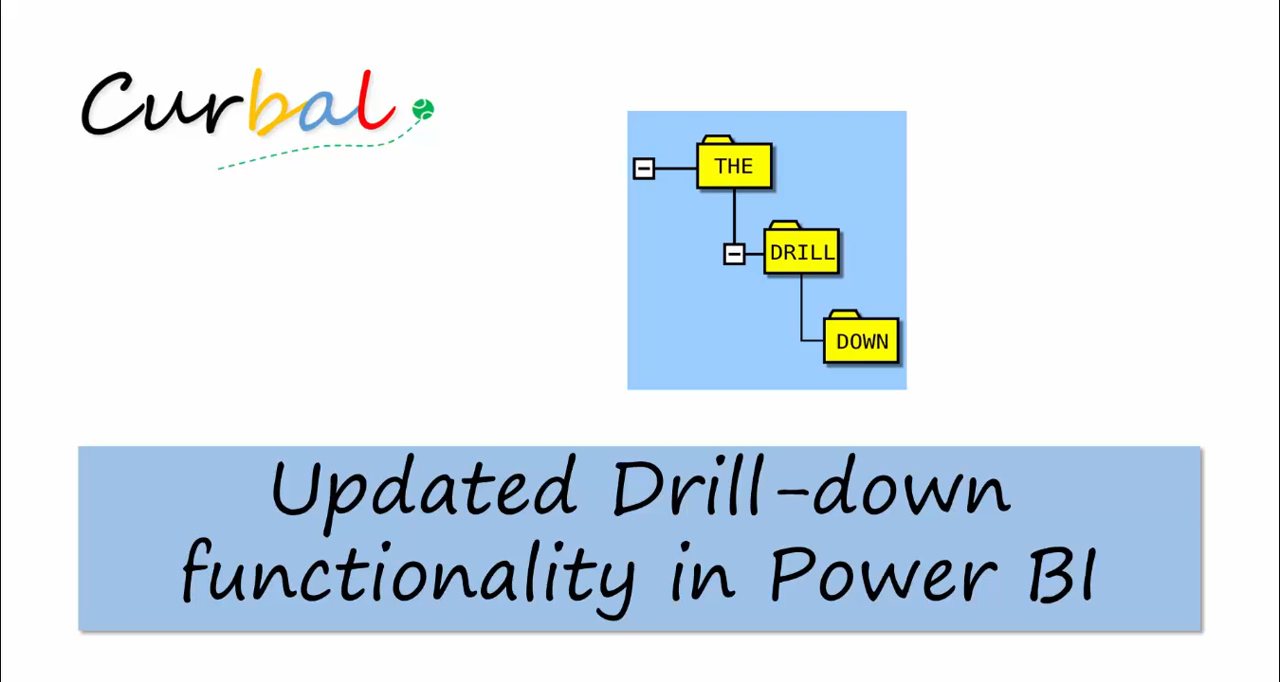 Curbal
THE
DRILL
DOWN
Updated Drill-down
functionality in Power BI